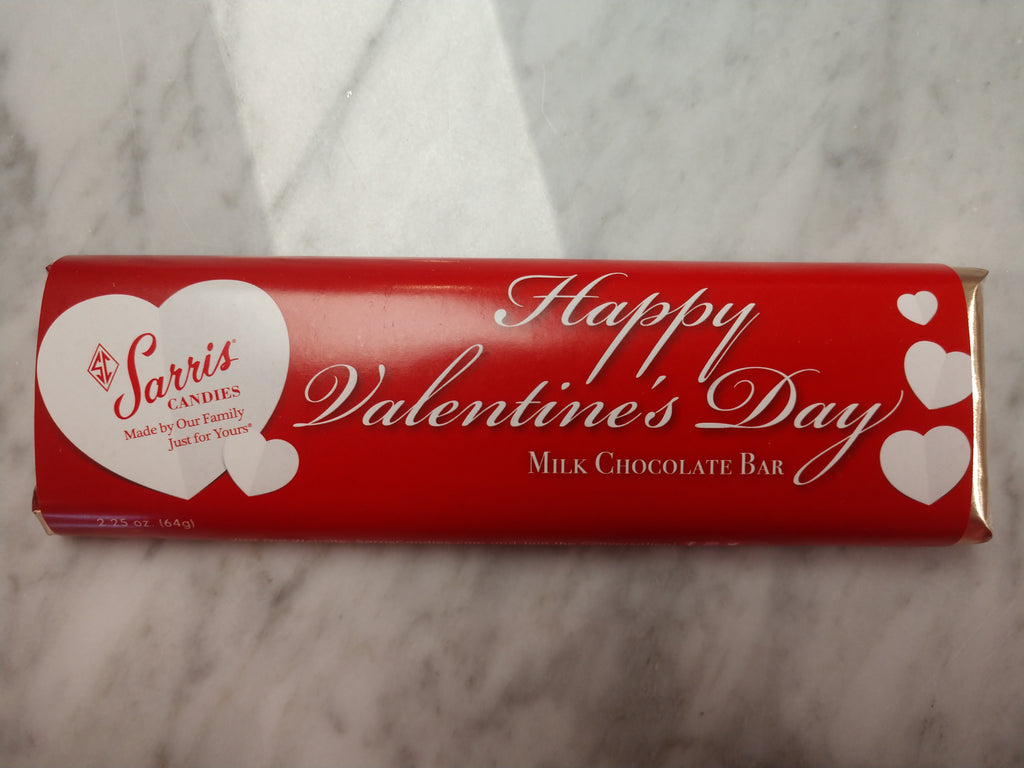 SC
Sarris®
CANDIES
Made by Our Family
Just for Yours®
Happy
Valentine's Day
MILK CHOCOLATE BAR
2.25 oz. (64g)